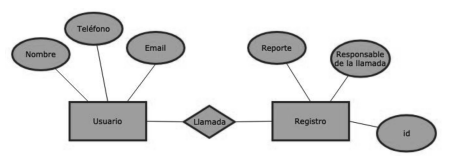 Teléfono
Nombre
Email
Reporte
Responsable
de la llamada
Usuario
Llamada
Registro
id